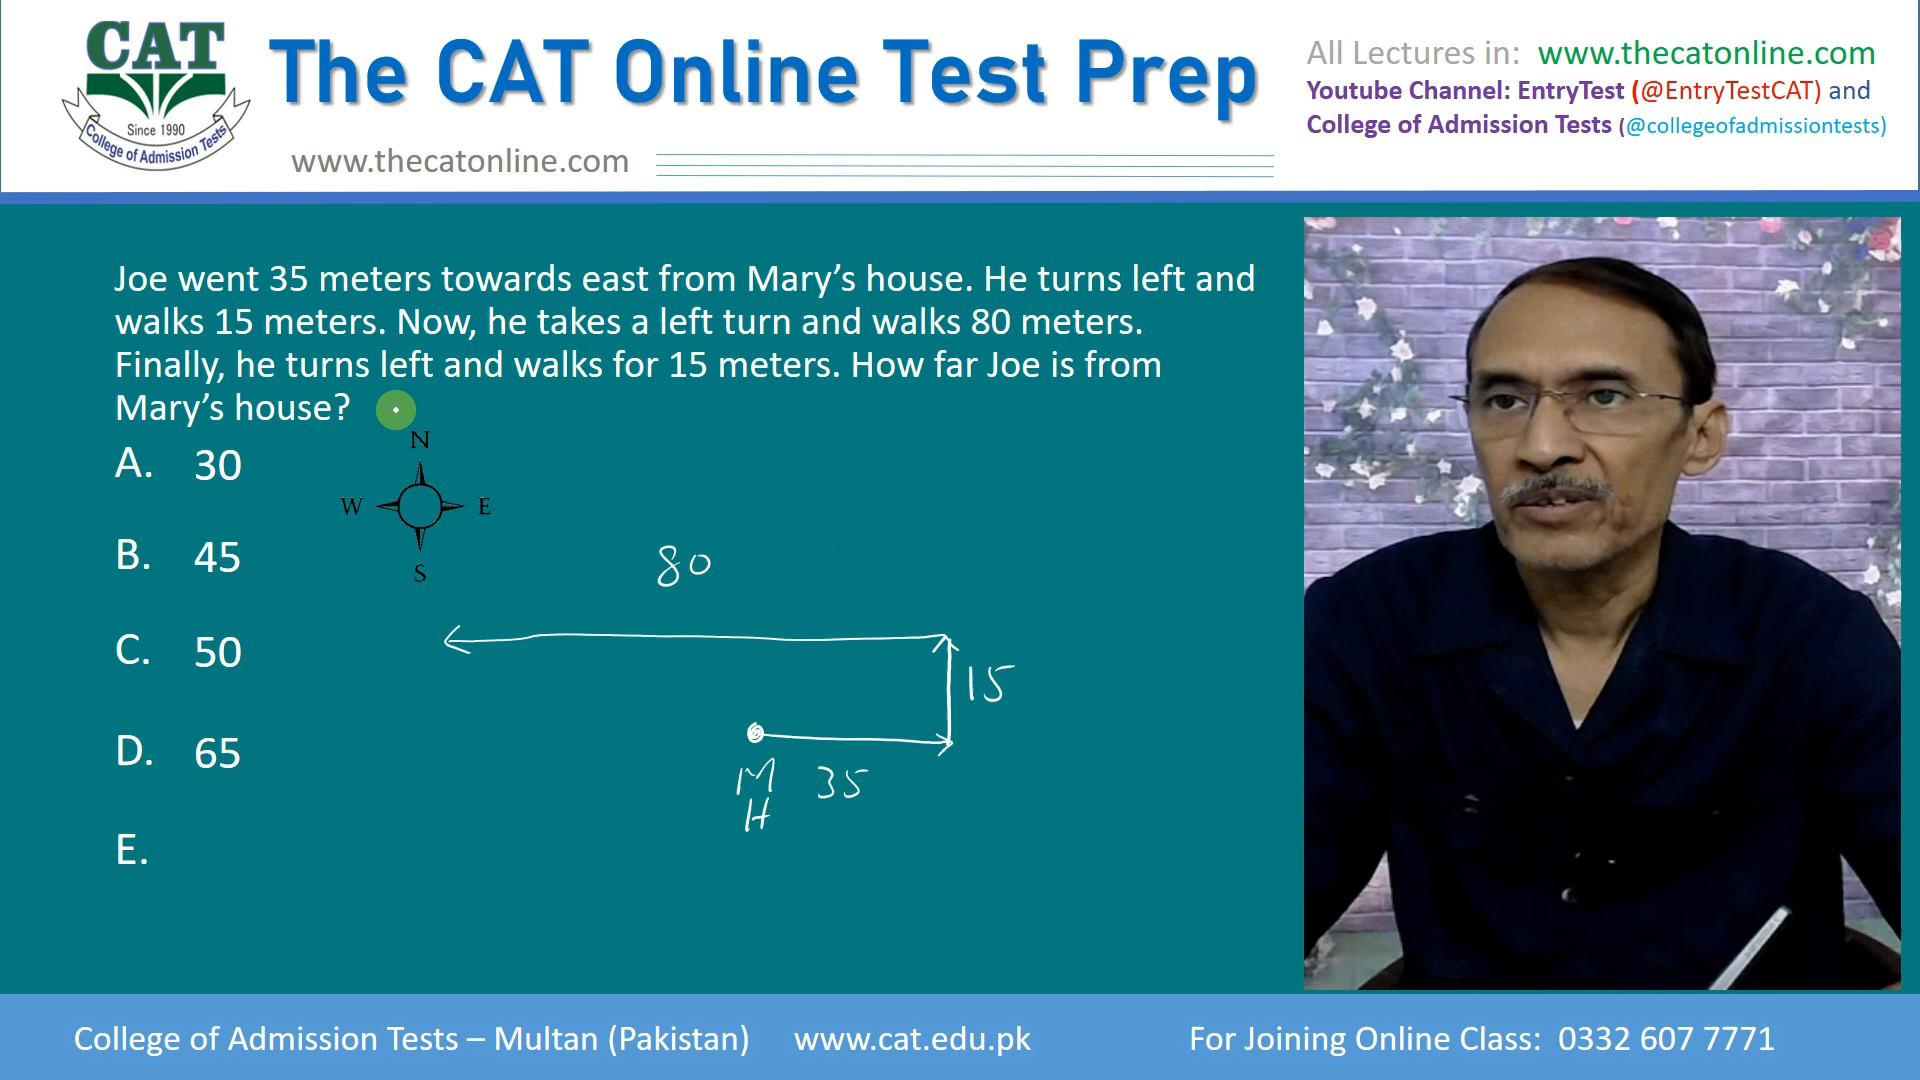 CAT
Since 1990
College of Admission Tests
The CAT Online Test Prep
www.thecatonline.com
All Lectures in: www.thecatonline.com
Youtube Channel: EntryTest (@EntryTestCAT) and
College of Admission Tests (@collegeofadmissiontests)
Joe went 35 meters towards east from Mary’s house. He turns left and
walks 15 meters. Now, he takes a left turn and walks 80 meters.
Finally, he turns left and walks for 15 meters. How far Joe is from
Mary’s house?
A. 30
B. 45
C. 50
D. 65
E.
N
W E
S
80
15
M 35
H
College of Admission Tests – Multan (Pakistan) www.cat.edu.pk For Joining Online Class: 0332 607 7771